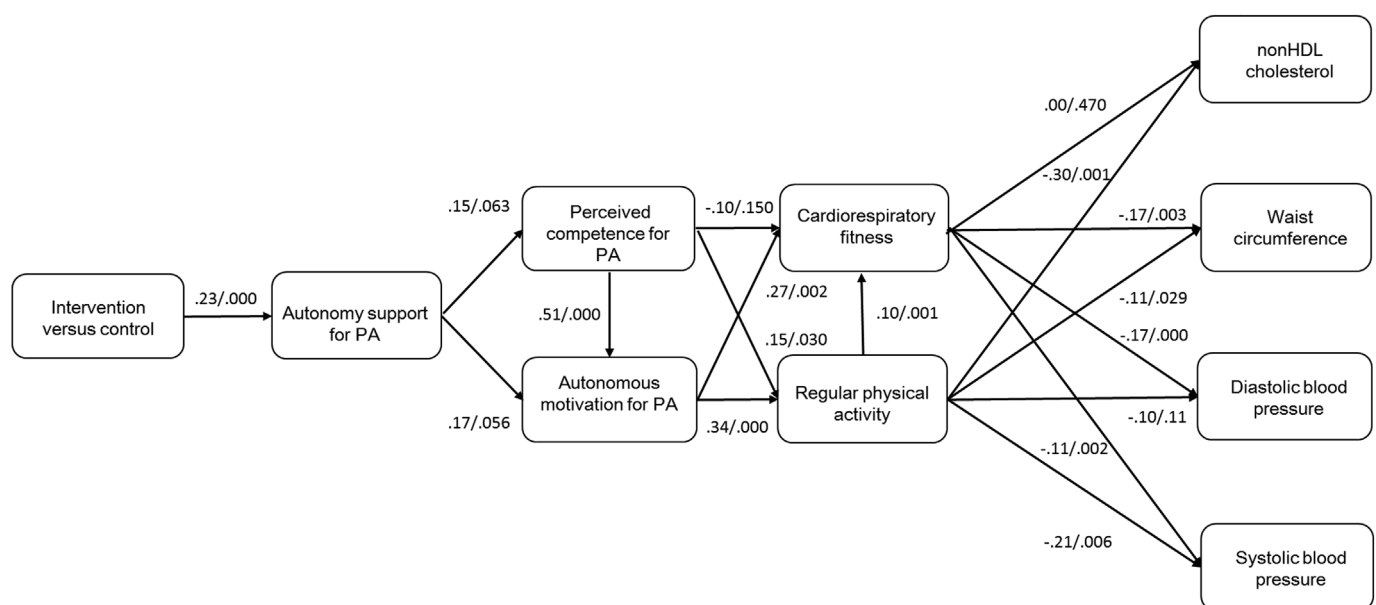 nonHDL
cholesterol
.00/.470
-.30/.001
.15/.063
Perceived
competence for
PA
-.10/.150
Cardiorespiratory
fitness
-.17/.003
Waist
circumference
Intervention
versus control
.23/.000
Autonomy support
for PA
.51/.000
.27/.002
.10/.001
-.11/.029
.15/.030
-.17/.000
.17/.056
Autonomous
motivation for PA
.34/.000
Regular physical
activity
Diastolic blood
pressure
-.10/.11
-.11/.002
-.21/.006
Systolic blood
pressure